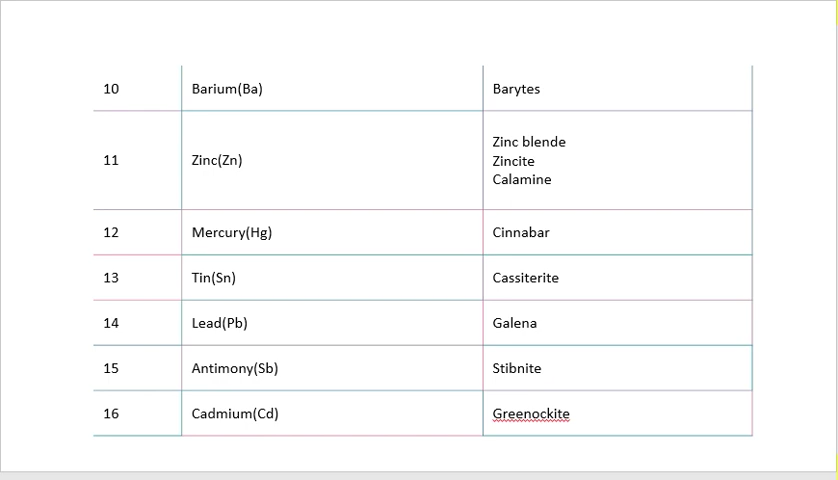 10 Barium(Ba) Barytes
11 Zinc(Zn) Zinc blende
Zincite
Calamine
12 Mercury(Hg) Cinnabar
13 Tin(Sn) Cassiterite
14 Lead(Pb) Galena
15 Antimony(Sb) Stibnite
16 Cadmium(Cd) Greenockite